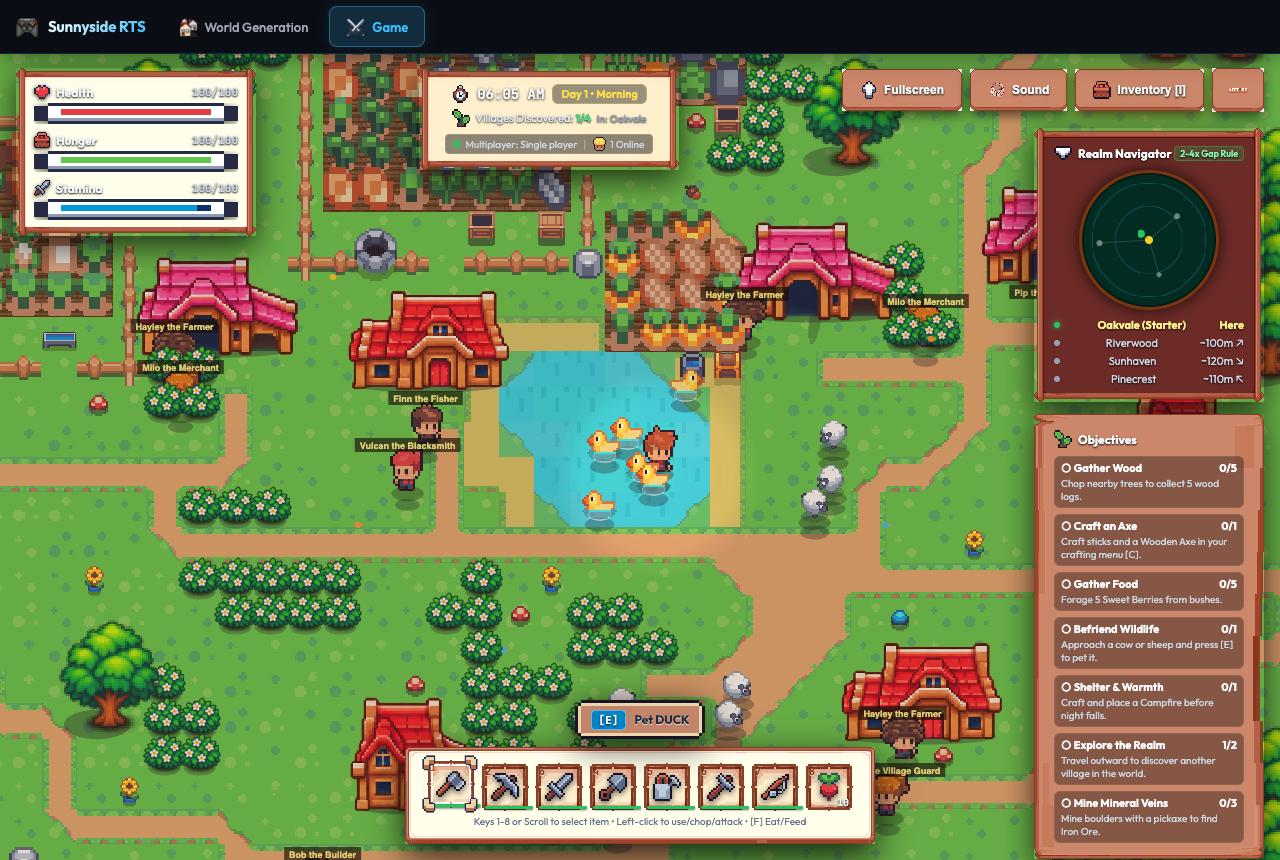 Sunnyside RTS
World Generation
Game
Health 100/100
Hunger 100/100
Stamina 100/100
06:05 AM Day 1 • Morning
Villages Discovered: 1/4 In: Oakvale
Multiplayer: Single player | 1 Online
Fullscreen
Sound
Inventory [I]
Realm Navigator 2-4x Gap Rule
Oakvale (Starter) Here
Riverwood ~100m ↗
Sunhaven ~120m ↘
Pinecrest ~110m ↖
Objectives
Gather Wood 0/5
Chop nearby trees to collect 5 wood
logs.
Craft an Axe 0/1
Craft sticks and a Wooden Axe in your
crafting menu [C].
Gather Food 0/5
Forage 5 Sweet Berries from bushes.
Befriend Wildlife 0/1
Approach a cow or sheep and press [E]
to pet it.
Shelter & Warmth 0/1
Craft and place a Campfire before
night falls.
Explore the Realm 1/2
Travel outward to discover another
village in the world.
Mine Mineral Veins 0/3
Mine boulders with a pickaxe to find
Iron Ore.
Hayley the Farmer
Milo the Merchant
Pip th
Hayley the Farmer
Milo the Merchant
Finn the Fisher
Vulcan the Blacksmith
Hayley the Farmer
e Village Guard
Bob the Builder
[E] Pet DUCK
10
Keys 1-8 or Scroll to select item • Left-click to use/chop/attack • [F] Eat/Feed